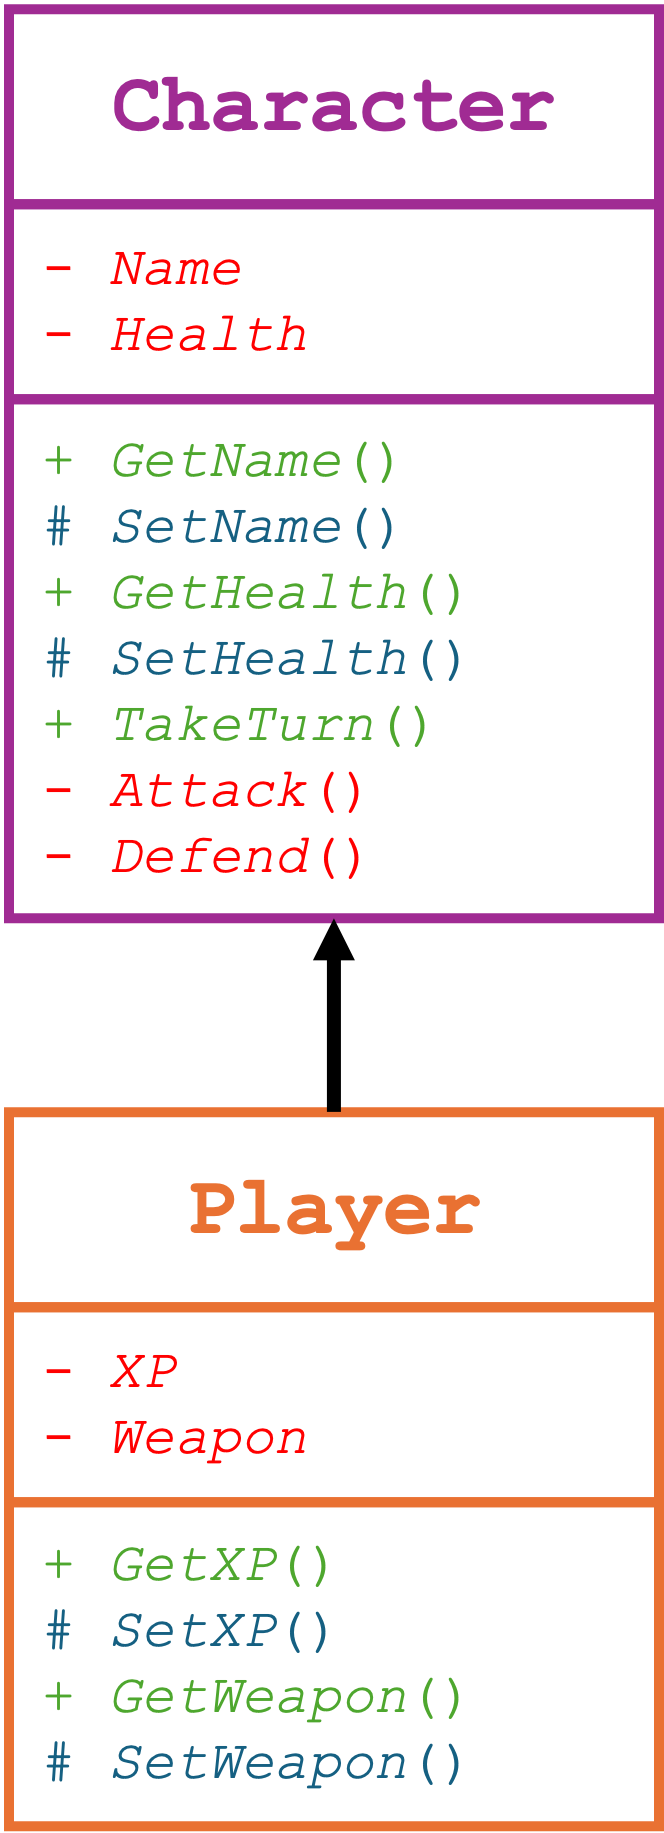 Character
- Name
- Health
+ GetName()
# SetName()
+ GetHealth()
# SetHealth()
+ TakeTurn()
- Attack()
- Defend()
Player
- XP
- Weapon
+ GetXP()
# SetXP()
+ GetWeapon()
# SetWeapon()